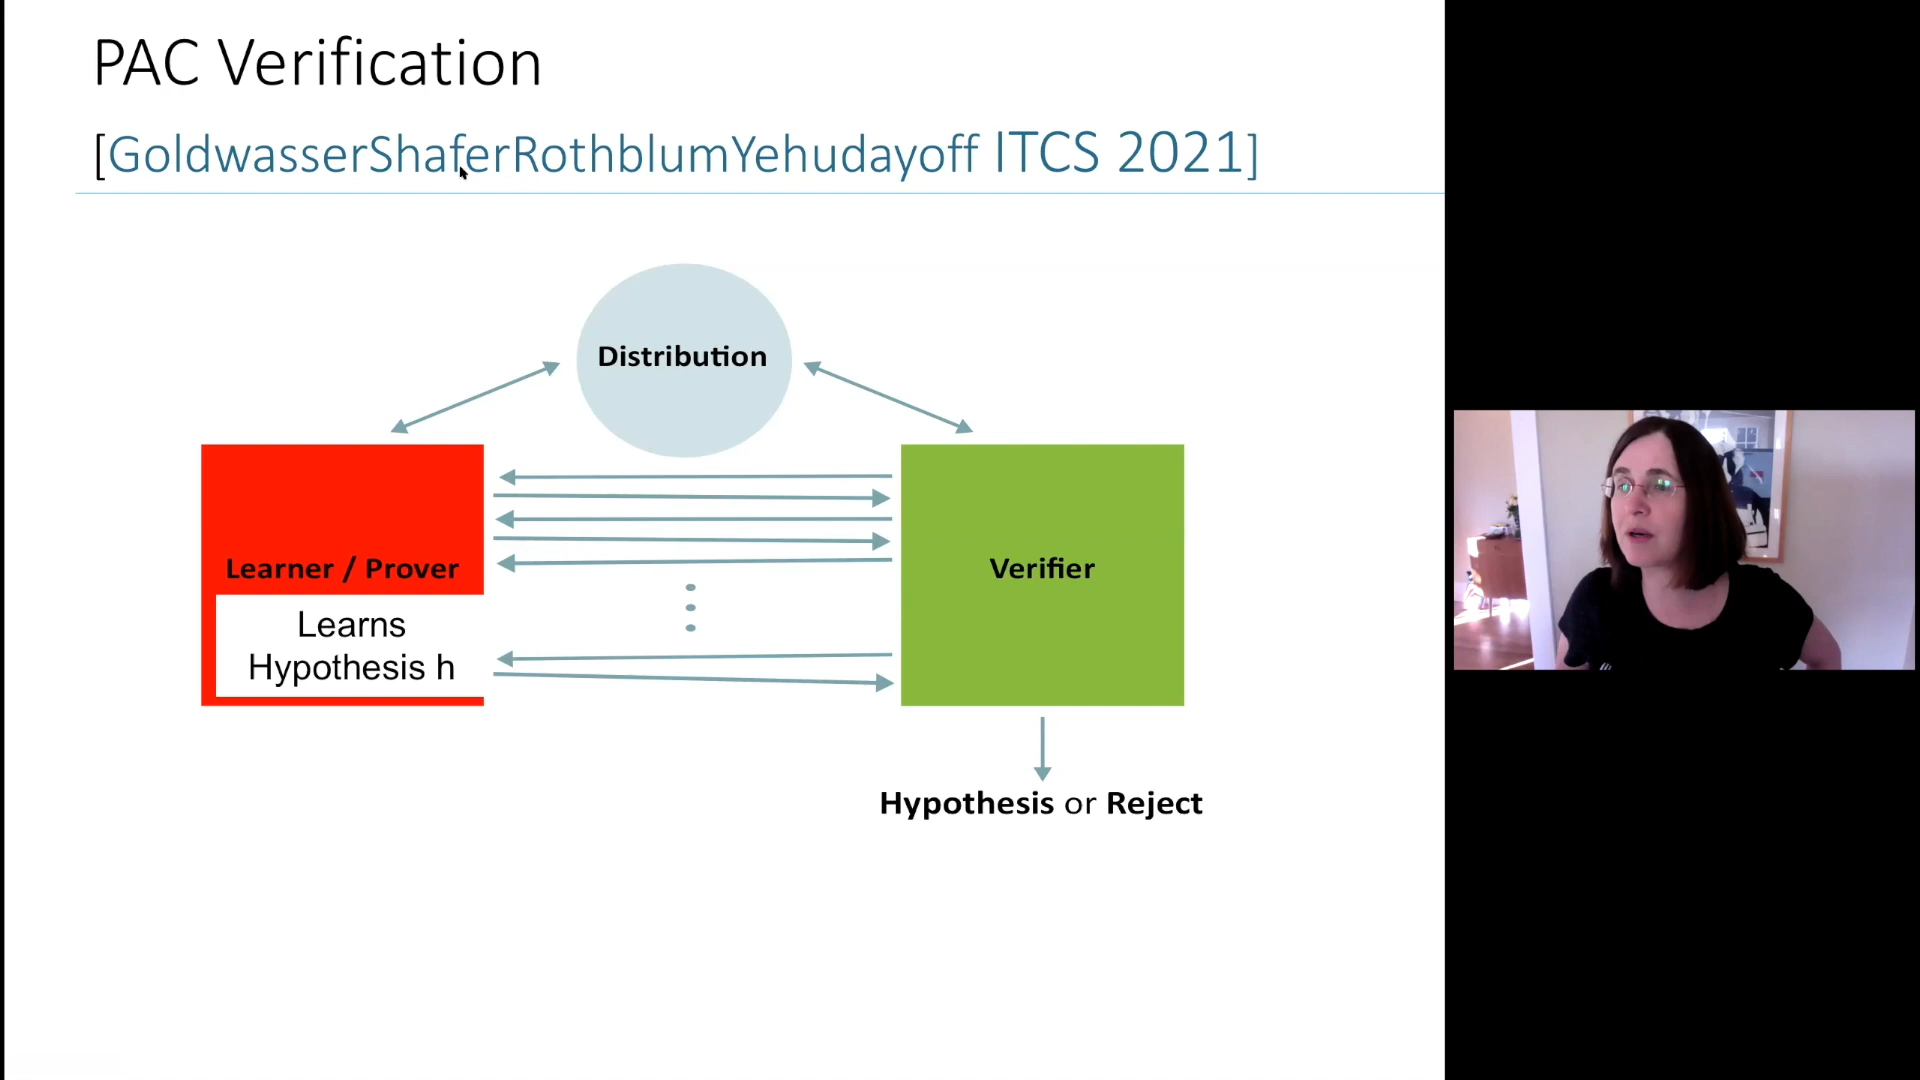 PAC Verification
[GoldwasserShaferRothblumYehudayoff ITCS 2021]
Distribution
Learner / Prover
Learns
Hypothesis h
Verifier
Hypothesis or Reject